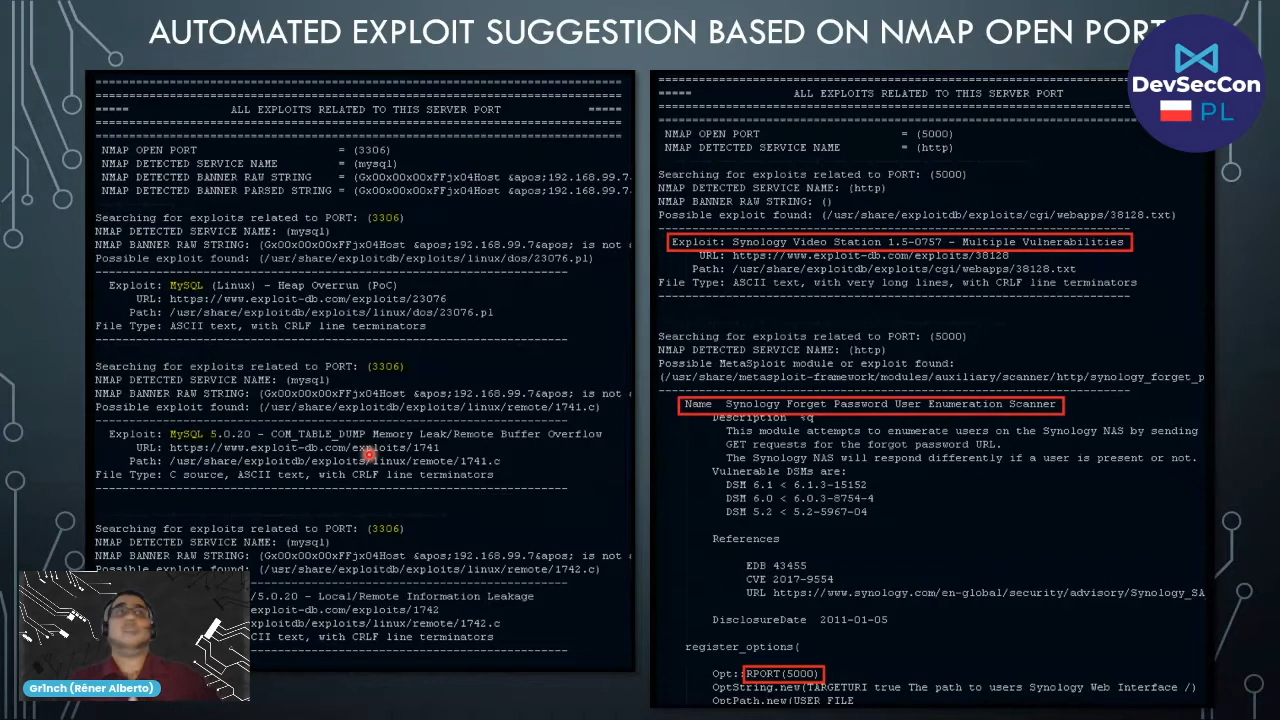 AUTOMATED EXPLOIT SUGGESTION BASED ON NMAP OPEN PORT
DevSecCon
PL
===== ALL EXPLOITS RELATED TO THIS SERVER PORT =====
NMAP OPEN PORT = (3306)
NMAP DETECTED SERVICE NAME = (mysql)
NMAP DETECTED BANNER RAW STRING = (Gx00x00x00xFFjx04Host &apos;192.168.99.7
NMAP DETECTED BANNER PARSED STRING = (Gx00x00x00xFFjx04Host &apos;192.168.99.7
Searching for exploits related to PORT: (3306)
NMAP DETECTED SERVICE NAME: (mysql)
NMAP BANNER RAW STRING: (Gx00x00x00xFFjx04Host &apos;192.168.99.7&apos; is not
Possible exploit found: (/usr/share/exploitdb/exploits/linux/dos/23076.pl)
Exploit: MySQL (Linux) - Heap Overrun (PoC)
URL: https://www.exploit-db.com/exploits/23076
Path: /usr/share/exploitdb/exploits/linux/dos/23076.pl
File Type: ASCII text, with CRLF line terminators
Searching for exploits related to PORT: (3306)
NMAP DETECTED SERVICE NAME: (mysql)
NMAP BANNER RAW STRING: (Gx00x00x00xFFjx04Host &apos;192.168.99.7&apos; is not
Possible exploit found: (/usr/share/exploitdb/exploits/linux/remote/1741.c)
Exploit: MySQL 5.0.20 - COM_TABLE_DUMP Memory Leak/Remote Buffer Overflow
URL: https://www.exploit-db.com/exploits/1741
Path: /usr/share/exploitdb/exploits/linux/remote/1741.c
File Type: C source, ASCII text, with CRLF line terminators
Searching for exploits related to PORT: (3306)
NMAP DETECTED SERVICE NAME: (mysql)
NMAP BANNER RAW STRING: (Gx00x00x00xFFjx04Host &apos;192.168.99.7&apos; is not
Possible exploit found: (/usr/share/exploitdb/exploits/linux/remote/1742.c)
/5.0.20 - Local/Remote Information Leakage
exploit-db.com/exploits/1742
exploitdb/exploits/linux/remote/1742.c
CII text, with CRLF line terminators
===== ALL EXPLOITS RELATED TO THIS SERVER PORT
NMAP OPEN PORT = (5000)
NMAP DETECTED SERVICE NAME = (http)
Searching for exploits related to PORT: (5000)
NMAP DETECTED SERVICE NAME: (http)
NMAP BANNER RAW STRING: ()
Possible exploit found: (/usr/share/exploitdb/exploits/cgi/webapps/38128.txt)
Exploit: Synology Video Station 1.5-0757 - Multiple Vulnerabilities
URL: https://www.exploit-db.com/exploits/38128
Path: /usr/share/exploitdb/exploits/cgi/webapps/38128.txt
File Type: ASCII text, with very long lines, with CRLF line terminators
Searching for exploits related to PORT: (5000)
NMAP DETECTED SERVICE NAME: (http)
Possible MetaSploit module or exploit found:
(/usr/share/metasploit-framework/modules/auxiliary/scanner/http/synology_forget_p
Name Synology Forget Password User Enumeration Scanner
Description %q
This module attempts to enumerate users on the Synology NAS by sending
GET requests for the forgot password URL.
The Synology NAS will respond differently if a user is present or not.
Vulnerable DSMs are:
DSM 6.1 < 6.1.3-15152
DSM 6.0 < 6.0.3-8754-4
DSM 5.2 < 5.2-5967-04
References
EDB 43455
CVE 2017-9554
URL https://www.synology.com/en-global/security/advisory/Synology_SA
DisclosureDate 2011-01-05
register_options(
Opt::RPORT(5000)
OptString.new(TARGETURI true The path to users Synology Web Interface /)
OptPath.new(USER_FILE
Gr1nch (Rêner Alberto)